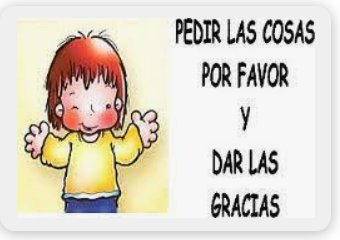 PEDIR LAS COSAS
POR FAVOR
Y
DAR LAS
GRACIAS